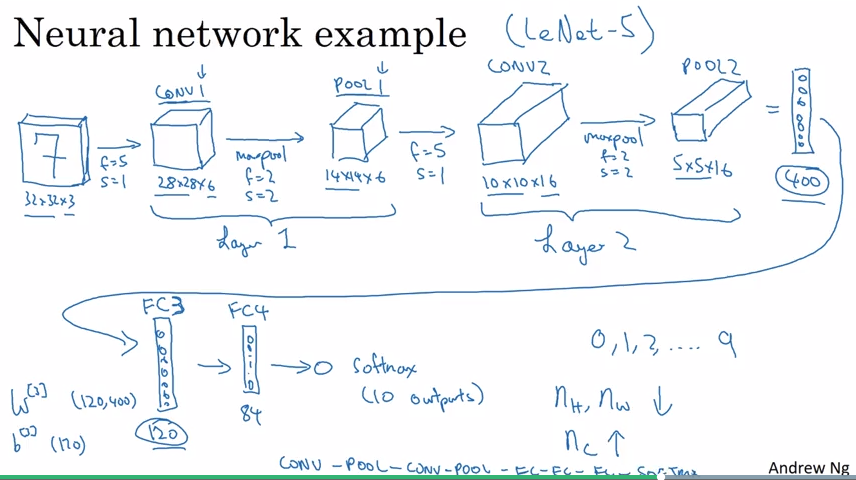 Neural network example (LeNet-5)
CONV1 POOL1 CONV2 POOL2
7
f=5
s=1
maxpool
f=2
s=2
f=5
s=1
maxpool
f=2
s=2
=
32×32×3 28×28×6 14×14×6 10×10×16 5×5×16 400
Layer 1 Layer 2
FC3 FC4
0,1,2,.... 9
softmax
(10 outputs)
(120,400)
84
120
(120)
n_H, n_W ↓
n_C ↑
CONV-POOL-CONV-POOL-FC-FC-FC-SOFTMAX
Andrew Ng